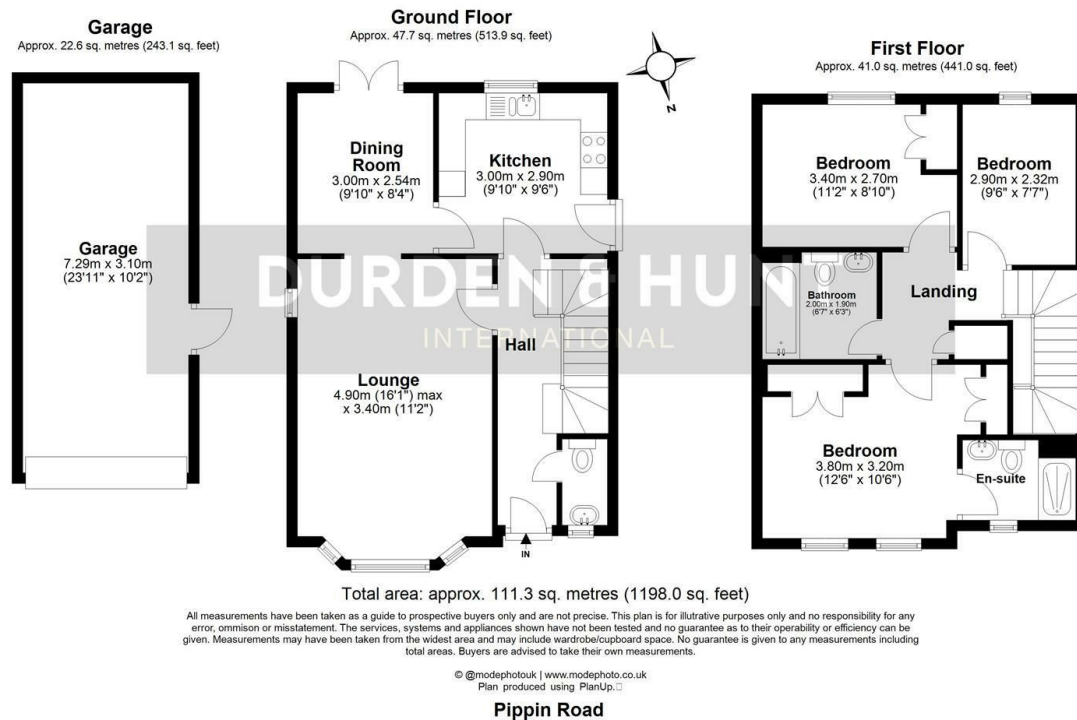 Garage
Approx. 22.6 sq. metres (243.1 sq. feet)
Garage
7.29m x 3.10m
(23'11" x 10'2")
Ground Floor
Approx. 47.7 sq. metres (513.9 sq. feet)
N
Dining
Room
3.00m x 2.54m
(9'10" x 8'4")
Kitchen
3.00m x 2.90m
(9'10" x 9'6")
Hall
Lounge
4.90m (16'1") max
x 3.40m (11'2")
IN
First Floor
Approx. 41.0 sq. metres (441.0 sq. feet)
Bedroom
3.40m x 2.70m
(11'2" x 8'10")
Bedroom
2.90m x 2.32m
(9'6" x 7'7")
Bathroom
2.00m x 1.90m
(6'7" x 6'3")
Landing
Bedroom
3.80m x 3.20m
(12'6" x 10'6")
En-suite
DURDEN & HUNT
INTERNATIONAL
Total area: approx. 111.3 sq. metres (1198.0 sq. feet)
All measurements have been taken as a guide to prospective buyers only and are not precise. This plan is for illutrative purposes only and no responsibility for any
error, ommison or misstatement. The services, systems and appliances shown have not been tested and no guarantee as to their operability or efficiency can be
given. Measurements may have been taken from the widest area and may include wardrobe/cupboard space. No guarantee is given to any measurements including
total areas. Buyers are advised to take their own measurements.
© @modephotouk | www.modephoto.co.uk
Plan produced using PlanUp.
Pippin Road